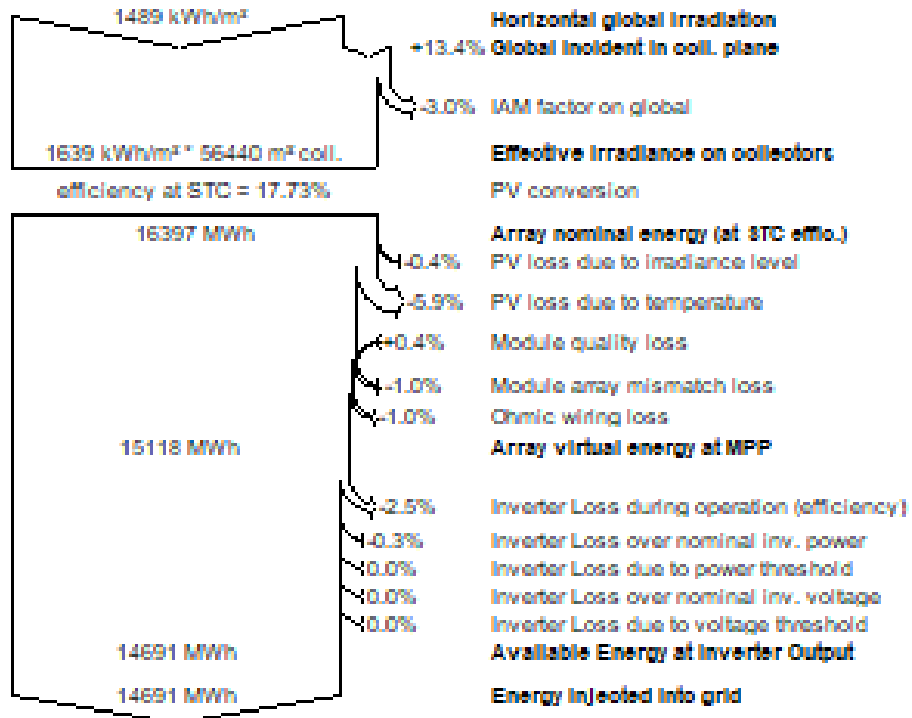 1489 kWh/m² Horizontal global irradiation
+13.4% Global incident in coll. plane
-3.0% IAM factor on global
1639 kWh/m² * 56440 m² coll. Effective irradiance on collectors
efficiency at STC = 17.73% PV conversion
16397 MWh Array nominal energy (at STC effic.)
-0.4% PV loss due to irradiance level
-5.9% PV loss due to temperature
+0.4% Module quality loss
-1.0% Module array mismatch loss
-1.0% Ohmic wiring loss
15118 MWh Array virtual energy at MPP
-2.5% Inverter Loss during operation (efficiency)
-0.3% Inverter Loss over nominal inv. power
0.0% Inverter Loss due to power threshold
0.0% Inverter Loss over nominal inv. voltage
0.0% Inverter Loss due to voltage threshold
14691 MWh Available Energy at Inverter Output
14691 MWh Energy injected into grid